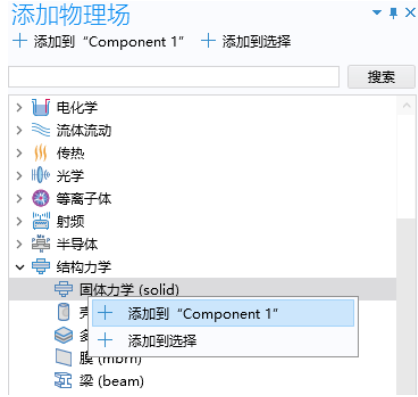 添加物理场
添加到 “Component 1” 添加到选择
搜索
电化学
流体流动
传热
光学
等离子体
射频
半导体
结构力学
固体力学 (solid)
添加到 “Component 1”
添加到选择
膜 (mbrn)
梁 (beam)